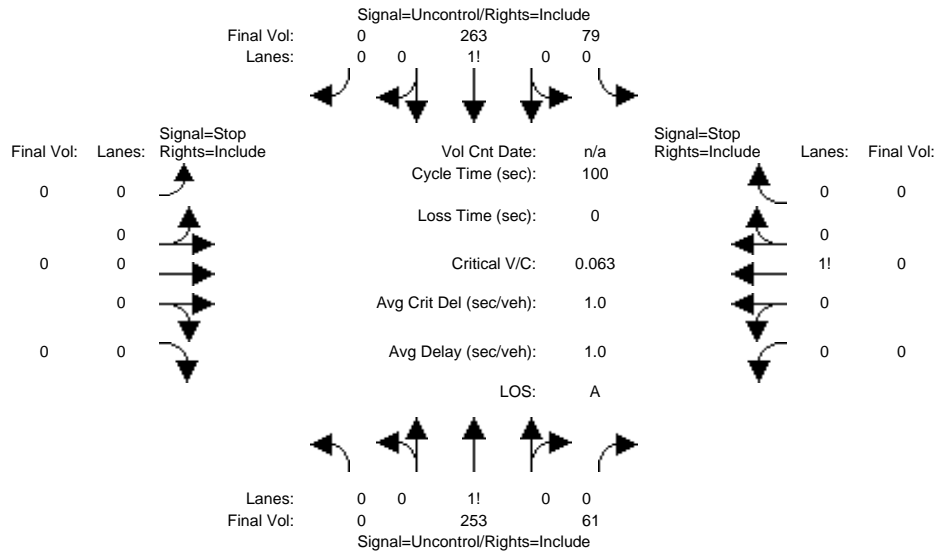 Signal=Uncontrol/Rights=Include
Final Vol: 0 263 79
Lanes: 0 0 1! 0 0
Signal=Stop Signal=Stop
Final Vol: Lanes: Rights=Include Vol Cnt Date: n/a Rights=Include Lanes: Final Vol:
Cycle Time (sec): 100
0 0 0 0
Loss Time (sec): 0
0 0
0 0 Critical V/C: 0.063 1! 0
0 Avg Crit Del (sec/veh): 1.0 0
0 0 Avg Delay (sec/veh): 1.0 0 0
LOS: A
Lanes: 0 0 1! 0 0
Final Vol: 0 253 61
Signal=Uncontrol/Rights=Include